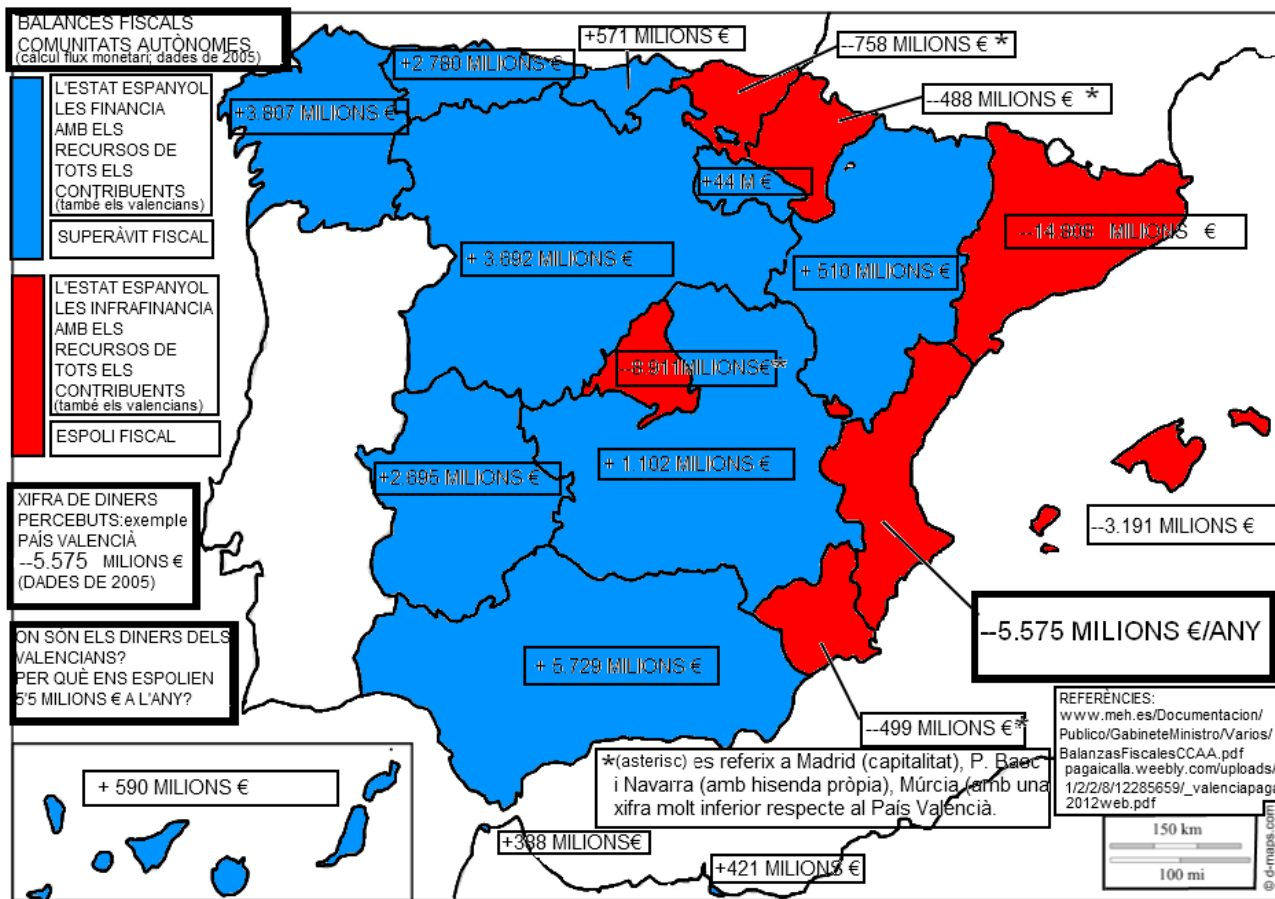 BALANCES FISCALS
COMUNITATS AUTÒNOMES
(càlcul flux monetari; dades de 2005)
L'ESTAT ESPANYOL
LES FINANCIA
AMB ELS
RECURSOS DE
TOTS ELS
CONTRIBUENTS
(també els valencians)
SUPERÀVIT FISCAL
L'ESTAT ESPANYOL
LES INFRAFINANCIA
AMB ELS
RECURSOS DE
TOTS ELS
CONTRIBUENTS
(també els valencians)
ESPOLI FISCAL
XIFRA DE DINERS
PERCEBUTS:exemple
PAÍS VALENCIÀ
--5.575 MILIONS €
(DADES DE 2005)
ON SÓN ELS DINERS DELS
VALENCIANS?
PER QUÈ ENS ESPOLIEN
5'5 MILIONS € A L'ANY?
+571 MILIONS €
--758 MILIONS € *
+2.780 MILIONS €
--488 MILIONS € *
+3.807 MILIONS €
+44 M €
--14.808 MILIONS €
+ 3.692 MILIONS €
+ 510 MILIONS €
--8.911MILIONS€**
+ 1.102 MILIONS €
+2.695 MILIONS €
--3.191 MILIONS €
--5.575 MILIONS €/ANY
+ 5.729 MILIONS €
--499 MILIONS €*
+ 590 MILIONS €
*(asterisc) es referix a Madrid (capitalitat), P. Basc
i Navarra (amb hisenda pròpia), Múrcia (amb una
xifra molt inferior respecte al País Valencià.
+388 MILIONS€
+421 MILIONS €
REFERÈNCIES:
www.meh.es/Documentacion/
Publico/GabineteMinistro/Varios/
BalanzasFiscalesCCAA.pdf
pagaicalla.weebly.com/uploads/
1/2/2/8/12285659/_valenciapaga
2012web.pdf
150 km
100 mi
© d-maps.com